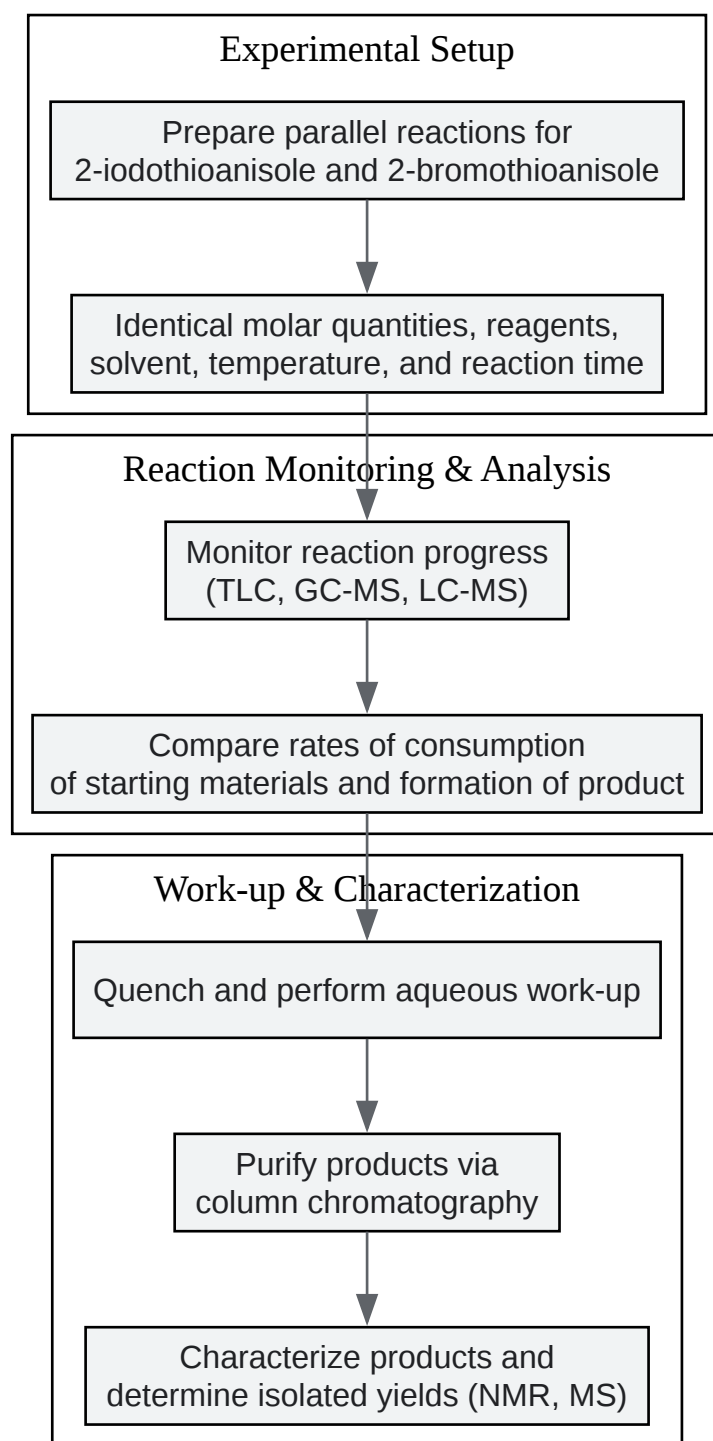 Experimental Setup
Prepare parallel reactions for
2-iodothioanisole and 2-bromothioanisole
Identical molar quantities, reagents,
solvent, temperature, and reaction time
Reaction Monitoring & Analysis
Monitor reaction progress
(TLC, GC-MS, LC-MS)
Compare rates of consumption
of starting materials and formation of product
Work-up & Characterization
Quench and perform aqueous work-up
Purify products via
column chromatography
Characterize products and
determine isolated yields (NMR, MS)